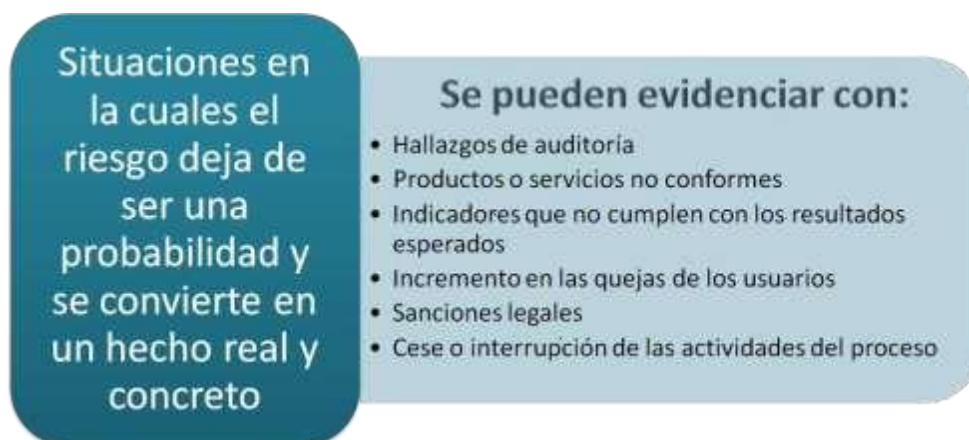 Situaciones en
la cuales el
riesgo deja de
ser una
probabilidad y
se convierte en
un hecho real y
concreto
Se pueden evidenciar con:
• Hallazgos de auditoría
• Productos o servicios no conformes
• Indicadores que no cumplen con los resultados
esperados
• Incremento en las quejas de los usuarios
• Sanciones legales
• Cese o interrupción de las actividades del proceso